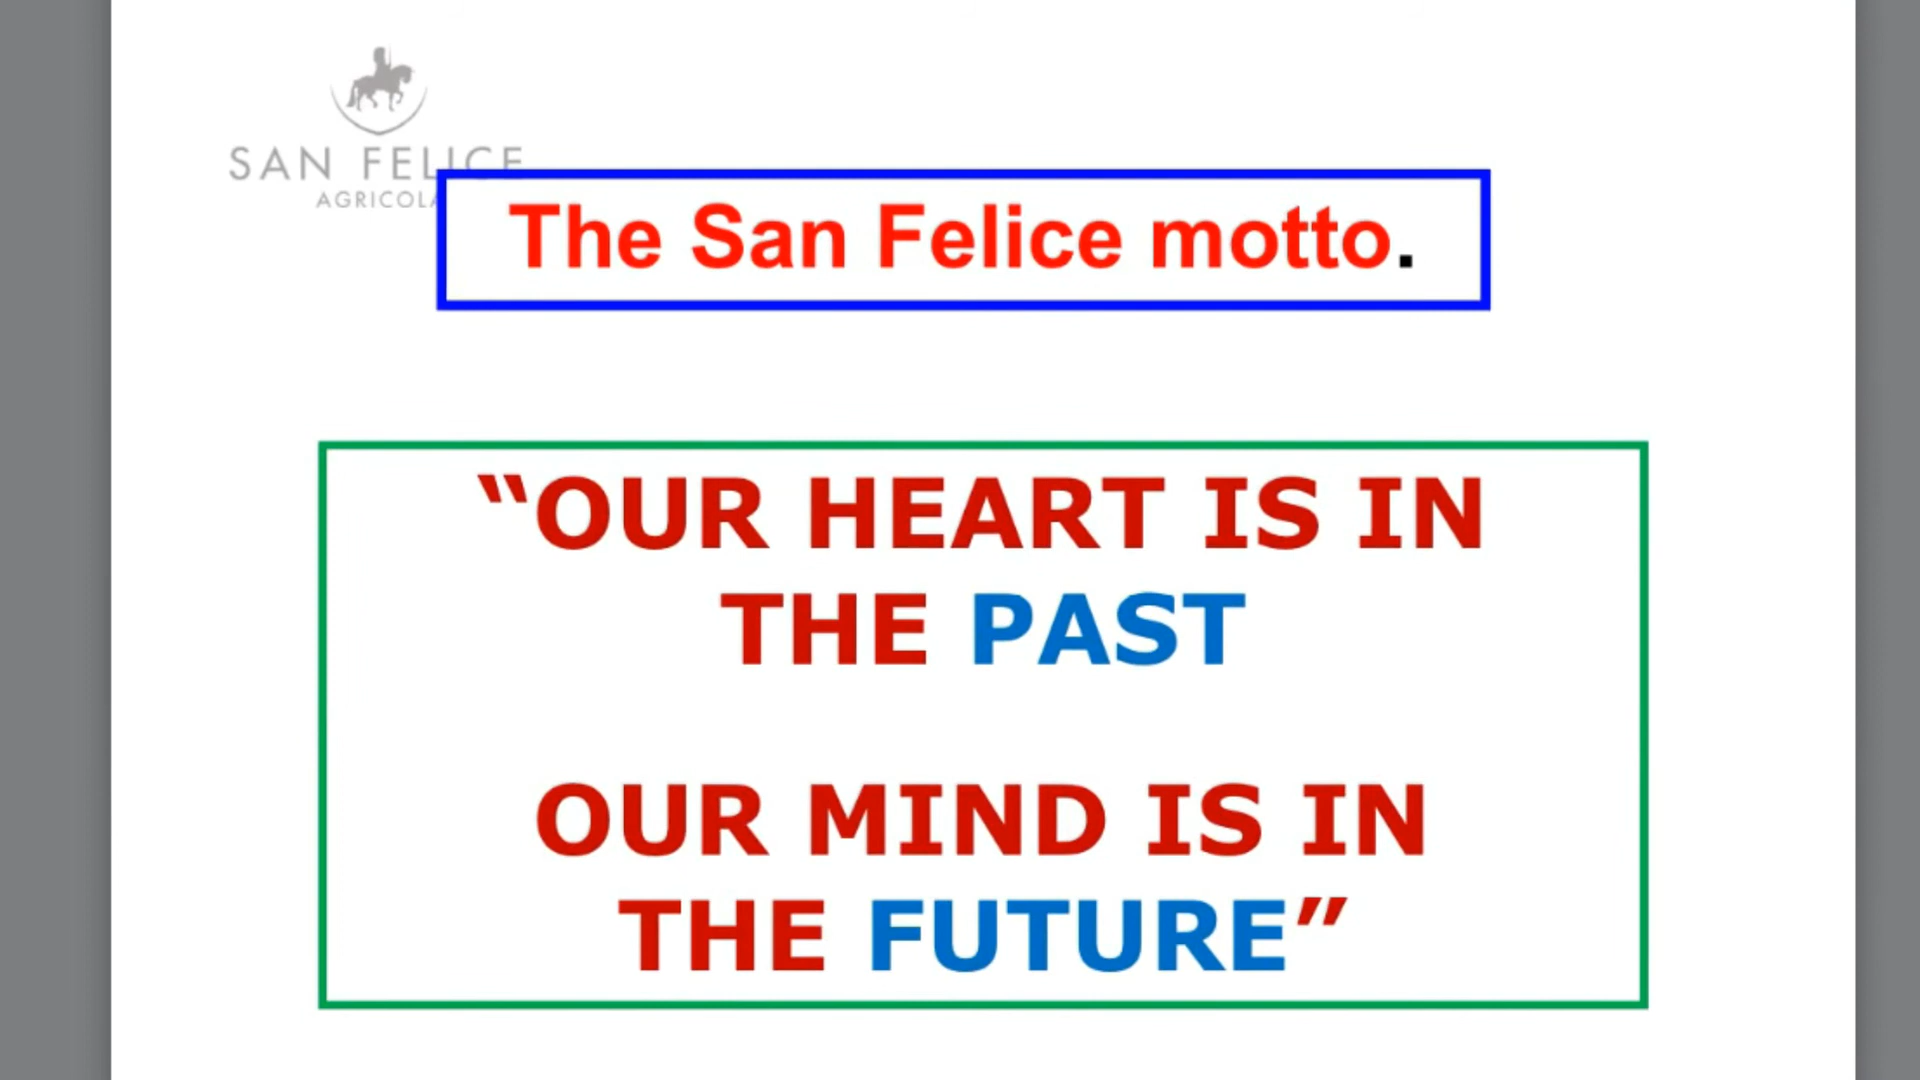 SAN FELICE
AGRICOLA
The San Felice motto.
“OUR HEART IS IN
THE PAST
OUR MIND IS IN
THE FUTURE”